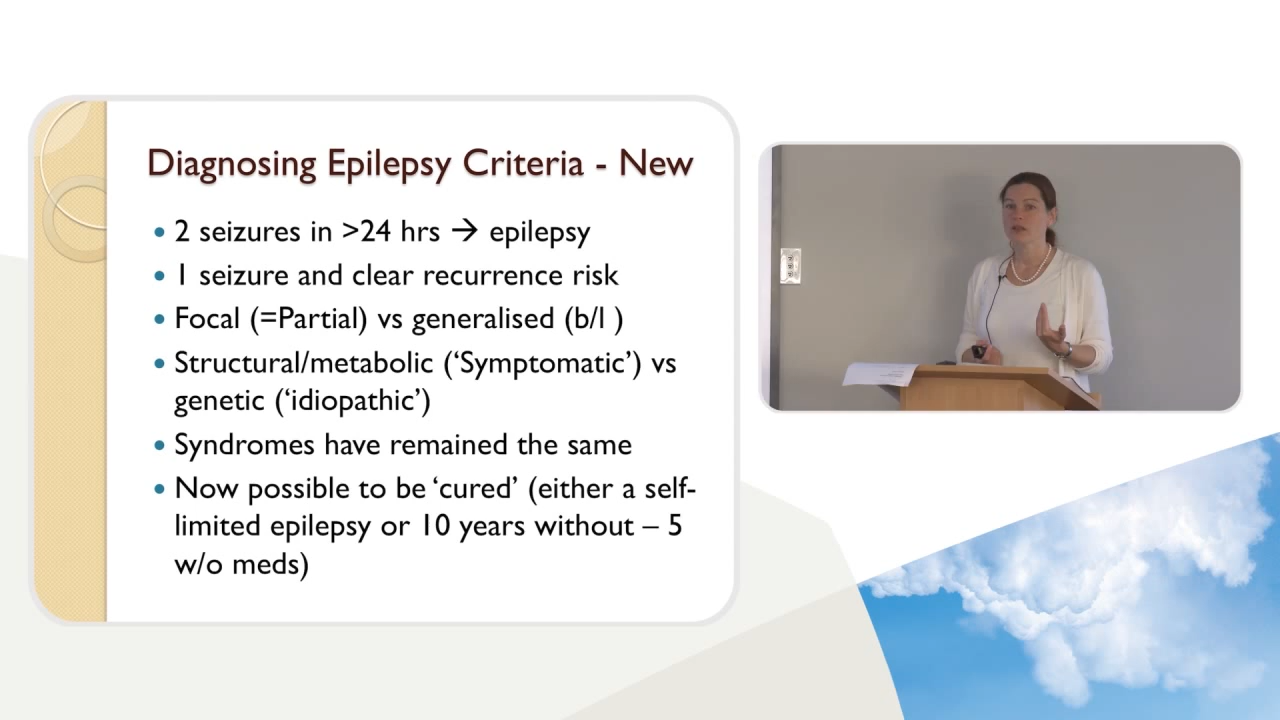 Diagnosing Epilepsy Criteria - New
• 2 seizures in >24 hrs → epilepsy
• 1 seizure and clear recurrence risk
• Focal (=Partial) vs generalised (b/l )
• Structural/metabolic (‘Symptomatic’) vs
genetic (‘idiopathic’)
• Syndromes have remained the same
• Now possible to be ‘cured’ (either a self-
limited epilepsy or 10 years without – 5
w/o meds)